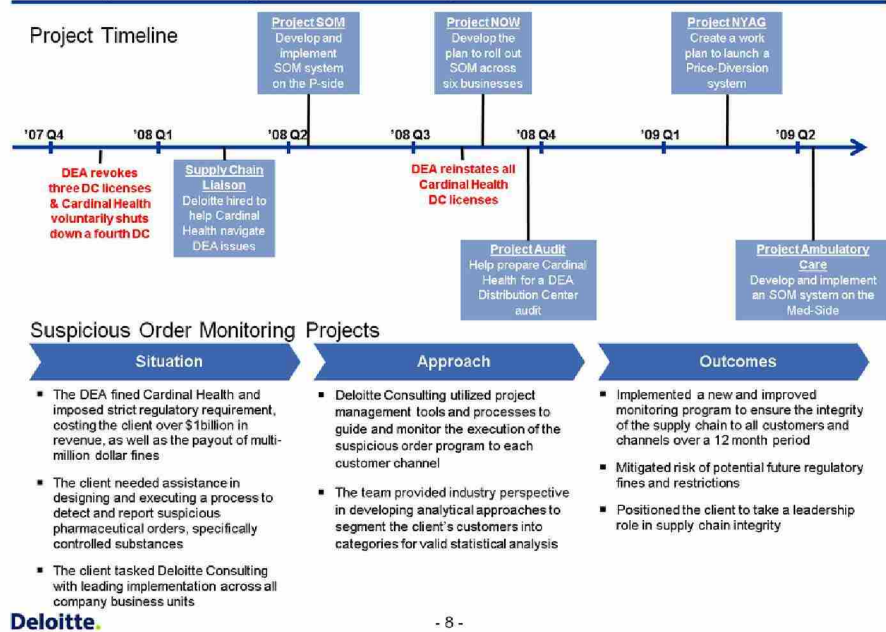 Project Timeline
Project SOM
Develop and
implement
SOM system
on the P-side
Project NOW
Develop the
plan to roll out
SOM across
six businesses
Project NYAG
Create a work
plan to launch a
Price-Diversion
system
'07 Q4
'08 Q1
'08 Q2
'08 Q3
'08 Q4
'09 Q1
'09 Q2
DEA revokes
three DC licenses
& Cardinal Health
voluntarily shuts
down a fourth DC
Supply Chain
Liaison
Deloitte hired to
help Cardinal
Health navigate
DEA issues
DEA reinstates all
Cardinal Health
DC licenses
Project Audit
Help prepare Cardinal
Health for a DEA
Distribution Center
audit
Project Ambulatory
Care
Develop and implement
an SOM system on the
Med-Side
Suspicious Order Monitoring Projects
Situation
▪ The DEA fined Cardinal Health and
imposed strict regulatory requirement,
costing the client over $1billion in
revenue, as well as the payout of multi-
million dollar fines
▪ The client needed assistance in
designing and executing a process to
detect and report suspicious
pharmaceutical orders, specifically
controlled substances
▪ The client tasked Deloitte Consulting
with leading implementation across all
company business units
Approach
▪ Deloitte Consulting utilized project
management tools and processes to
guide and monitor the execution of the
suspicious order program to each
customer channel
▪ The team provided industry perspective
in developing analytical approaches to
segment the client's customers into
categories for valid statistical analysis
Outcomes
▪ Implemented a new and improved
monitoring program to ensure the integrity
of the supply chain to all customers and
channels over a 12 month period
▪ Mitigated risk of potential future regulatory
fines and restrictions
▪ Positioned the client to take a leadership
role in supply chain integrity
Deloitte.
- 8 -